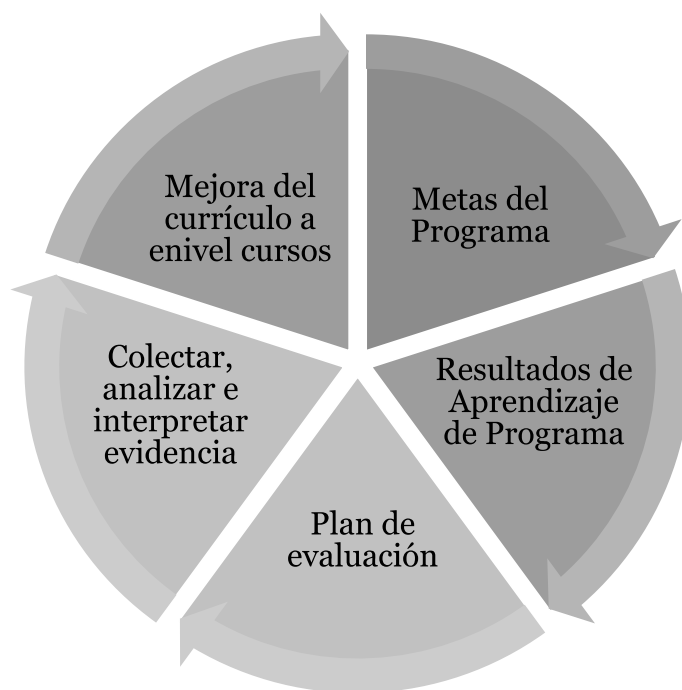 Metas del
Programa
Resultados de
Aprendizaje
de Programa
Plan de
evaluación
Colectar,
analizar e
interpretar
evidencia
Mejora del
currículo a
enivel cursos